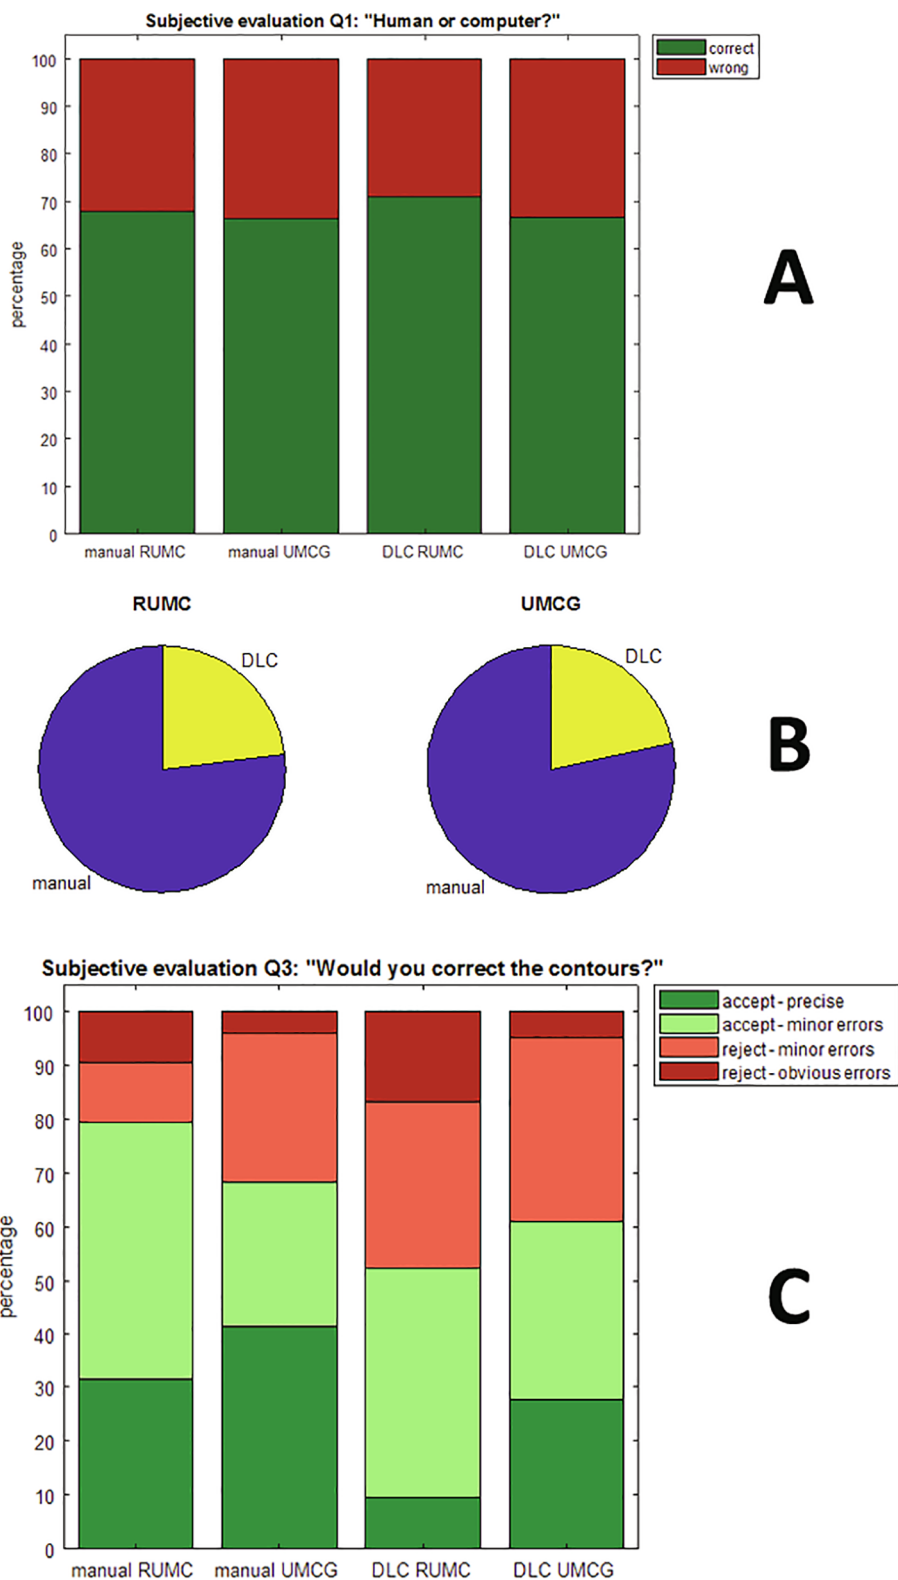 Subjective evaluation Q1: "Human or computer?"
correct
wrong
100
90
80
70
60
50
40
30
20
10
0
percentage
manual RUMC manual UMCG DLC RUMC DLC UMCG
A
RUMC UMCG
DLC DLC
manual manual
B
Subjective evaluation Q3: "Would you correct the contours?"
accept - precise
accept - minor errors
reject - minor errors
reject - obvious errors
100
90
80
70
60
50
40
30
20
10
0
percentage
manual RUMC manual UMCG DLC RUMC DLC UMCG
C